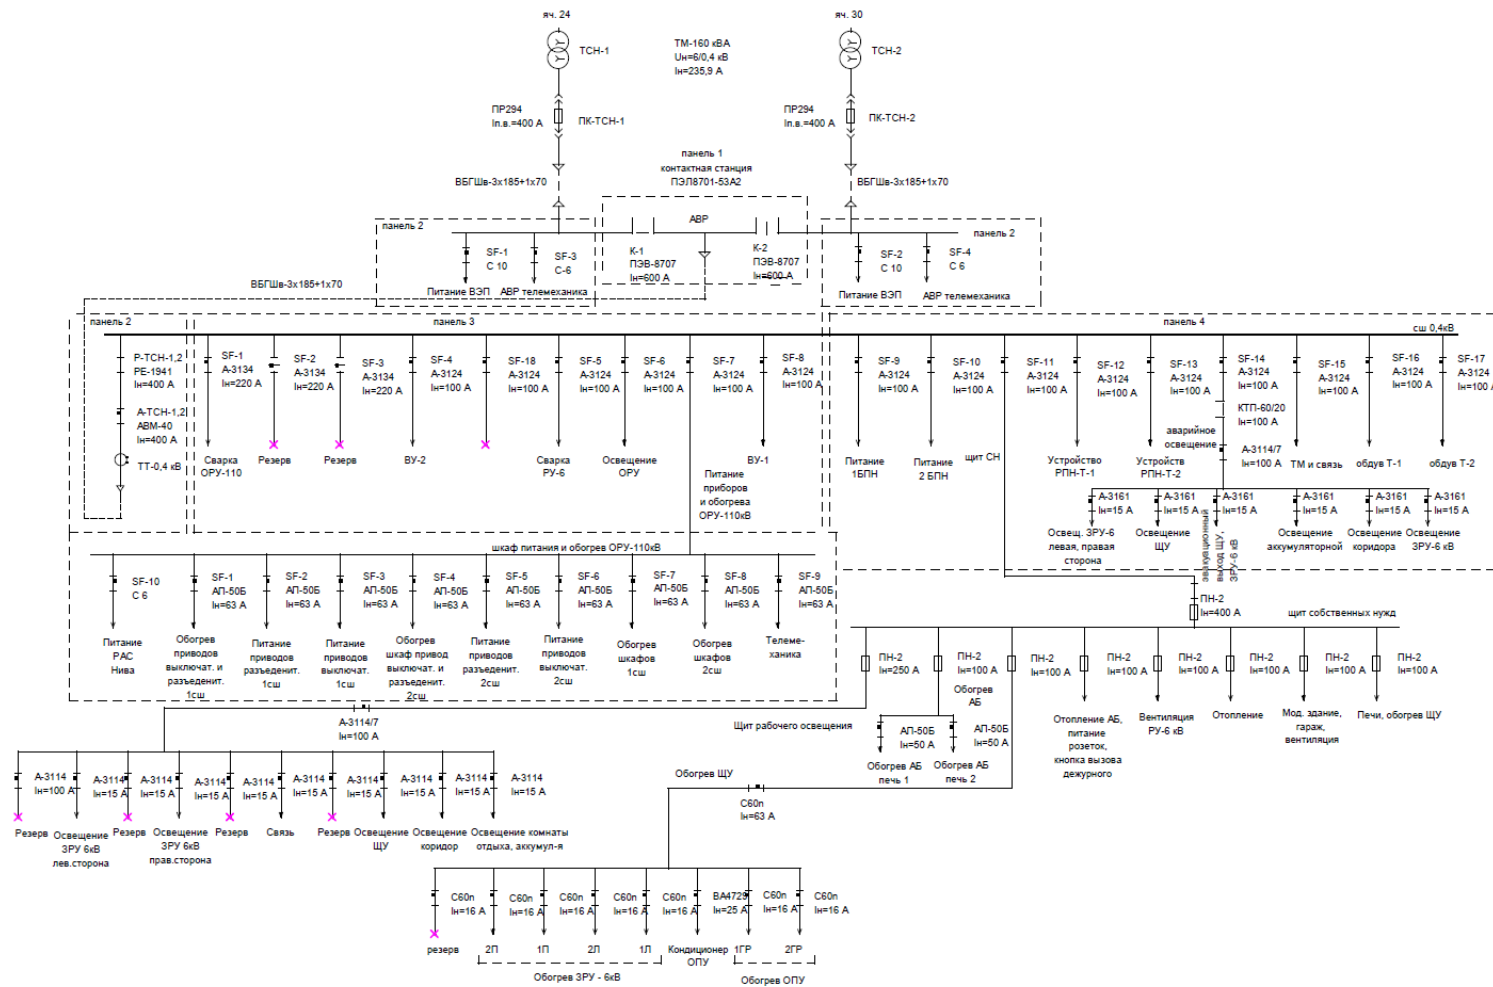 яч. 24
яч. 30
ТСН-1
ТМ-160 кВА
Uн=6/0,4 кВ
Iн=235,9 А
ТСН-2
ПР294
Iп.в.=400 А
ПК-ТСН-1
ПР294
Iп.в.=400 А
ПК-ТСН-2
панель 1
контактная станция
ПЭЛ8701-53А2
ВБГШв-3х185+1х70
ВБГШв-3х185+1х70
панель 2
АВР
панель 2
SF-1
С 10
SF-3
С-6
К-1
ПЭВ-8707
Iн=600 А
К-2
ПЭВ-8707
Iн=600 А
SF-2
С 10
SF-4
С 6
Питание ВЭП
АВР телемеханика
Питание ВЭП
АВР телемеханика
ВБГШв-3х185+1х70
панель 2
панель 3
панель 4
сш 0,4кВ
Р-ТСН-1,2
РЕ-1941
Iн=400 А
А-ТСН-1,2
АВМ-40
Iн=400 А
ТТ-0,4 кВ
SF-1
А-3134
Iн=220 А
SF-2
А-3134
Iн=220 А
SF-3
А-3134
Iн=220 А
SF-4
А-3124
Iн=100 А
SF-18
А-3124
Iн=100 А
SF-5
А-3124
Iн=100 А
SF-6
А-3124
Iн=100 А
SF-7
А-3124
Iн=100 А
SF-8
А-3124
Iн=100 А
SF-9
А-3124
Iн=100 А
SF-10
А-3124
Iн=100 А
SF-11
А-3124
Iн=100 А
SF-12
А-3124
Iн=100 А
SF-13
А-3124
Iн=100 А
SF-14
А-3124
Iн=100 А
SF-15
А-3124
Iн=100 А
SF-16
А-3124
Iн=100 А
SF-17
А-3124
Iн=100 А
КТП-60/20
Iн=100 А
аварийное
освещение
А-3114/7
Iн=100 А
Сварка
ОРУ-110
Резерв
Резерв
ВУ-2
Сварка
РУ-6
Освещение
ОРУ
ВУ-1
Питание
приборов
и обогрева
ОРУ-110кВ
Питание
1БПН
Питание
2 БПН
щит СН
Устройство
РПН-Т-1
Устройств
РПН-Т-2
ТМ и связь
обдув Т-1
обдув Т-2
А-3161
Iн=15 А
А-3161
Iн=15 А
А-3161
Iн=15 А
А-3161
Iн=15 А
А-3161
Iн=15 А
А-3161
Iн=15 А
Освещ. ЗРУ-6
левая, правая
сторона
Освещение
ЩУ
эвакуационный
выход ЩУ,
ЗРУ-6 кВ
Освещение
аккумуляторной
Освещение
коридора
Освещение
ЗРУ-6 кВ
шкаф питания и обогрев ОРУ-110кВ
SF-10
С 6
SF-1
АП-50Б
Iн=63 А
SF-2
АП-50Б
Iн=63 А
SF-3
АП-50Б
Iн=63 А
SF-4
АП-50Б
Iн=63 А
SF-5
АП-50Б
Iн=63 А
SF-6
АП-50Б
Iн=63 А
SF-7
АП-50Б
Iн=63 А
SF-8
АП-50Б
Iн=63 А
SF-9
АП-50Б
Iн=63 А
Питание
РАС
Нива
Обогрев
приводов
выключат. и
разъеденит.
1сш
Питание
приводов
разъеденит.
1сш
Питание
приводов
выключат.
1сш
Обогрев
шкаф привод
выключат. и
разъеденит.
2сш
Питание
приводов
разъеденит.
2сш
Питание
приводов
выключат.
2сш
Обогрев
шкафов
1сш
Обогрев
шкафов
2сш
Телеме-
ханика
ПН-2
Iн=400 А
щит собственных нужд
ПН-2
Iн=250 А
ПН-2
Iн=100 А
ПН-2
Iн=100 А
ПН-2
Iн=100 А
ПН-2
Iн=100 А
ПН-2
Iн=100 А
ПН-2
Iн=100 А
ПН-2
Iн=100 А
Обогрев
АБ
А-3114/7
Iн=100 А
Щит рабочего освещения
АП-50Б
Iн=50 А
АП-50Б
Iн=50 А
Обогрев АБ
печь 1
Обогрев АБ
печь 2
Отопление АБ,
питание
розеток,
кнопка вызова
дежурного
Вентиляция
РУ-6 кВ
Отопление
Мод. здание,
гараж,
вентиляция
Печи, обогрев ЩУ
А-3114
Iн=100 А
А-3114
Iн=15 А
А-3114
Iн=15 А
А-3114
Iн=15 А
А-3114
Iн=15 А
А-3114
Iн=15 А
А-3114
Iн=15 А
А-3114
Iн=15 А
А-3114
Iн=15 А
Резерв
Освещение
ЗРУ 6кВ
лев.сторона
Резерв
Освещение
ЗРУ 6кВ
прав.сторона
Резерв
Связь
Резерв
Освещение
ЩУ
Освещение
коридор
Освещение комнаты
отдыха, аккумул-я
Обогрев ЩУ
С60п
Iн=63 А
С60п
Iн=16 А
С60п
Iн=16 А
С60п
Iн=16 А
С60п
Iн=16 А
С60п
Iн=16 А
ВА4729
Iн=25 А
С60п
Iн=16 А
С60п
Iн=16 А
резерв
2П
1П
2Л
1Л
Кондиционер
ОПУ
1ГР
2ГР
Обогрев ЗРУ - 6кВ
Обогрев ОПУ